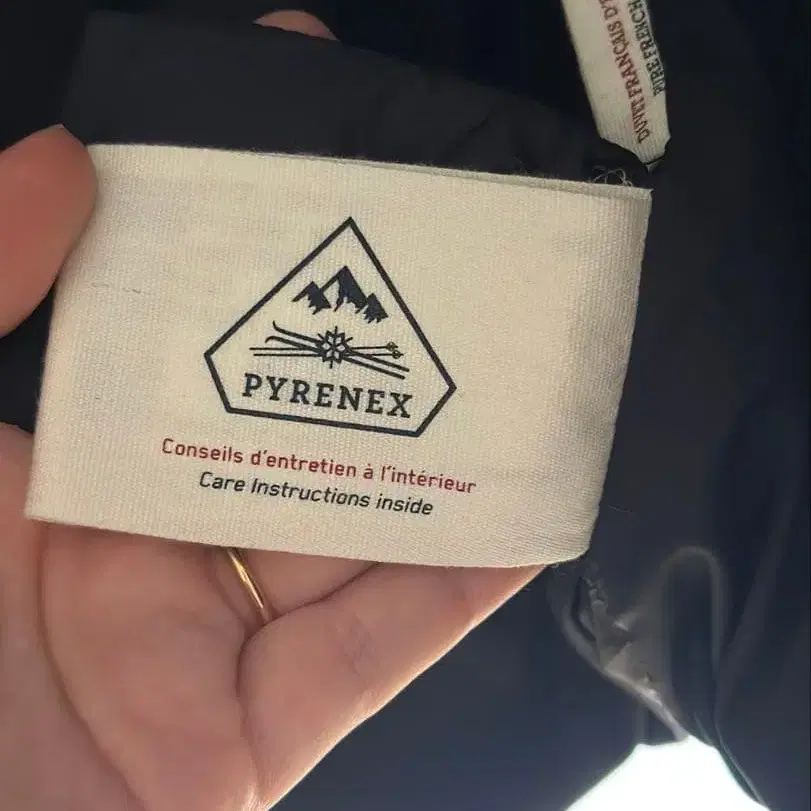 DUVET FRANÇAIS
PURE FRENCH
PYRENEX
Conseils d'entretien à l'intérieur
Care Instructions inside